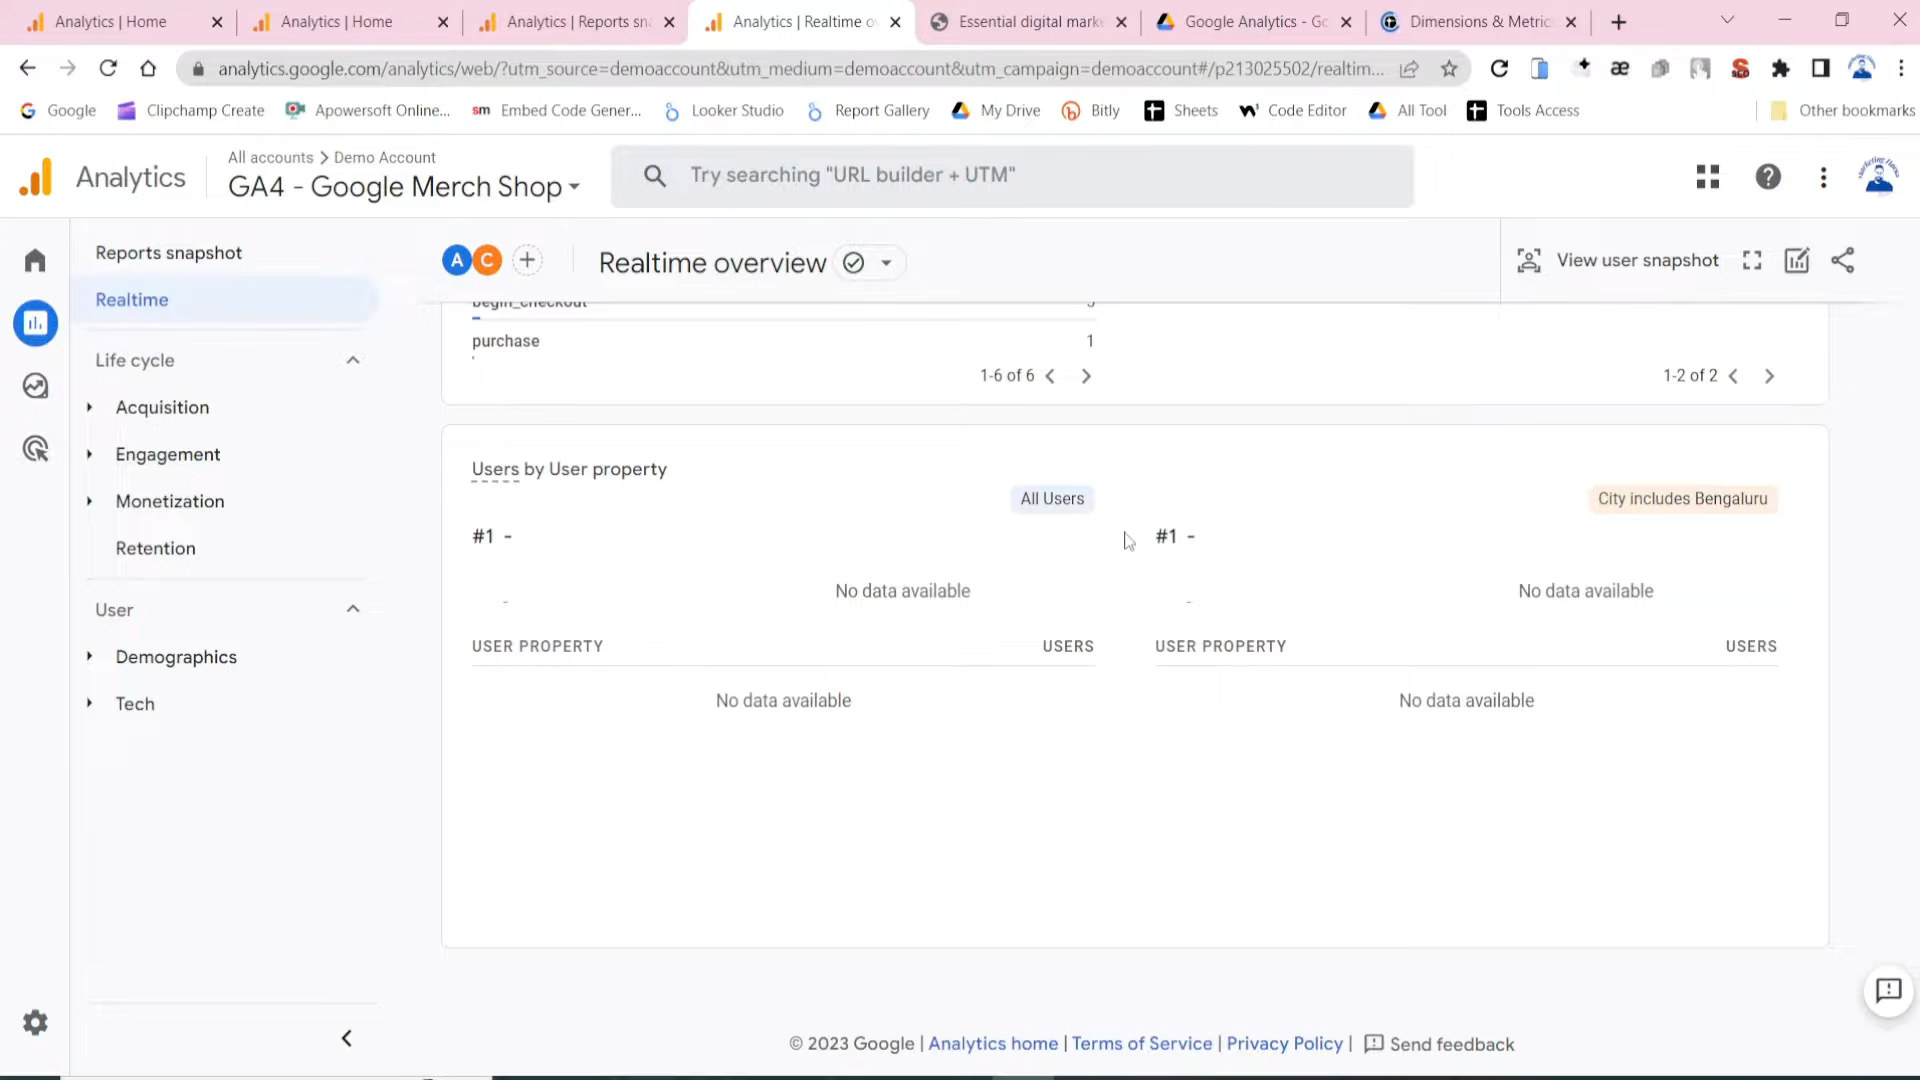 Analytics | Home
Analytics | Home
Analytics | Reports sna
Analytics | Realtime o
Essential digital marke
Google Analytics - Go
Dimensions & Metric
analytics.google.com/analytics/web/?utm_source=demoaccount&utm_medium=demoaccount&utm_campaign=demoaccount#/p213025502/realtim...
Google
Clipchamp Create
Apowersoft Online...
sm Embed Code Gener...
Looker Studio
Report Gallery
My Drive
Bitly
Sheets
Code Editor
All Tool
Tools Access
Other bookmarks
Analytics
All accounts > Demo Account
GA4 - Google Merch Shop
Try searching "URL builder + UTM"
Reports snapshot
Realtime
Life cycle
Acquisition
Engagement
Monetization
Retention
User
Demographics
Tech
A C
Realtime overview
View user snapshot
begin_checkout
purchase 1
1-6 of 6
1-2 of 2
Users by User property
All Users
City includes Bengaluru
#1 -
#1 -
No data available
No data available
-
-
USER PROPERTY USERS
USER PROPERTY USERS
No data available
No data available
© 2023 Google | Analytics home | Terms of Service | Privacy Policy | Send feedback